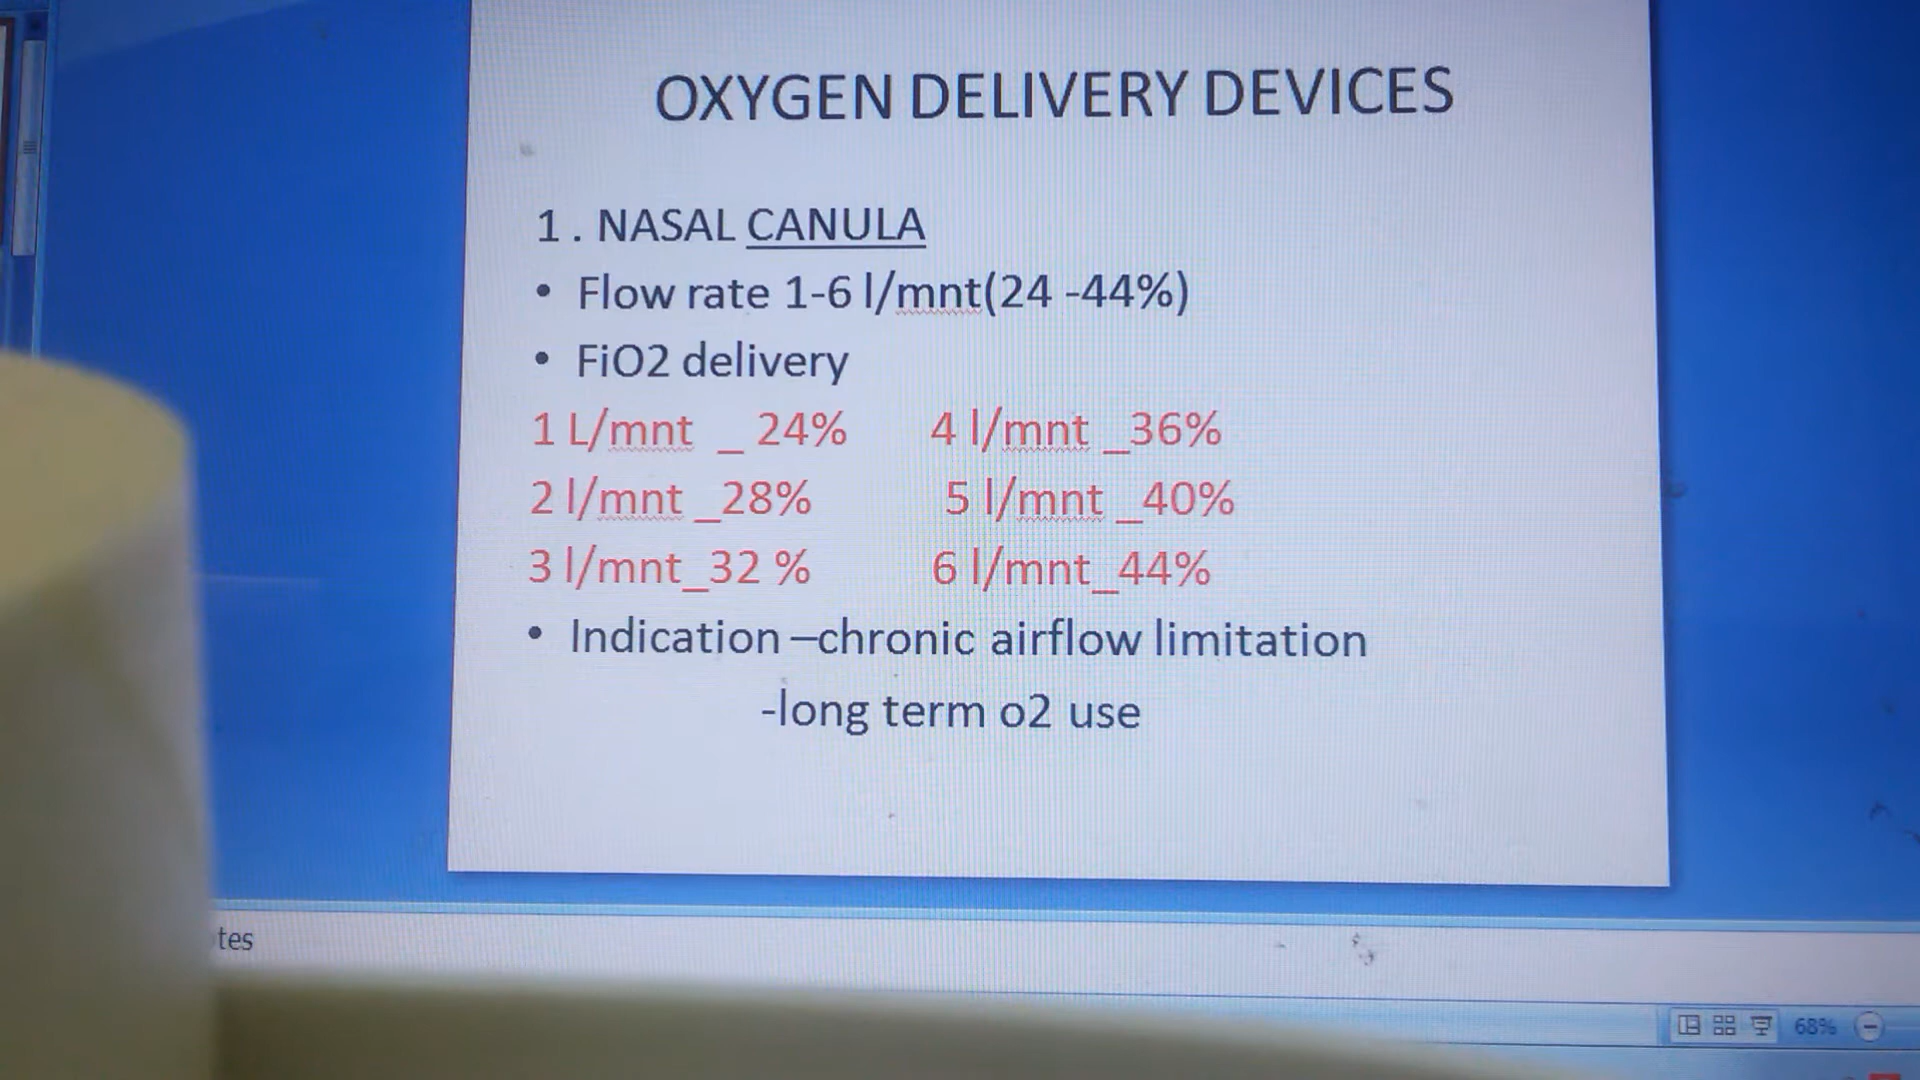 OXYGEN DELIVERY DEVICES
1 . NASAL CANULA
• Flow rate 1-6 l/mnt(24 -44%)
• FiO2 delivery
1 L/mnt _ 24% 4 l/mnt _36%
2 l/mnt _28% 5 l/mnt _40%
3 l/mnt_32 % 6 l/mnt_44%
• Indication –chronic airflow limitation
-long term o2 use
tes
68%